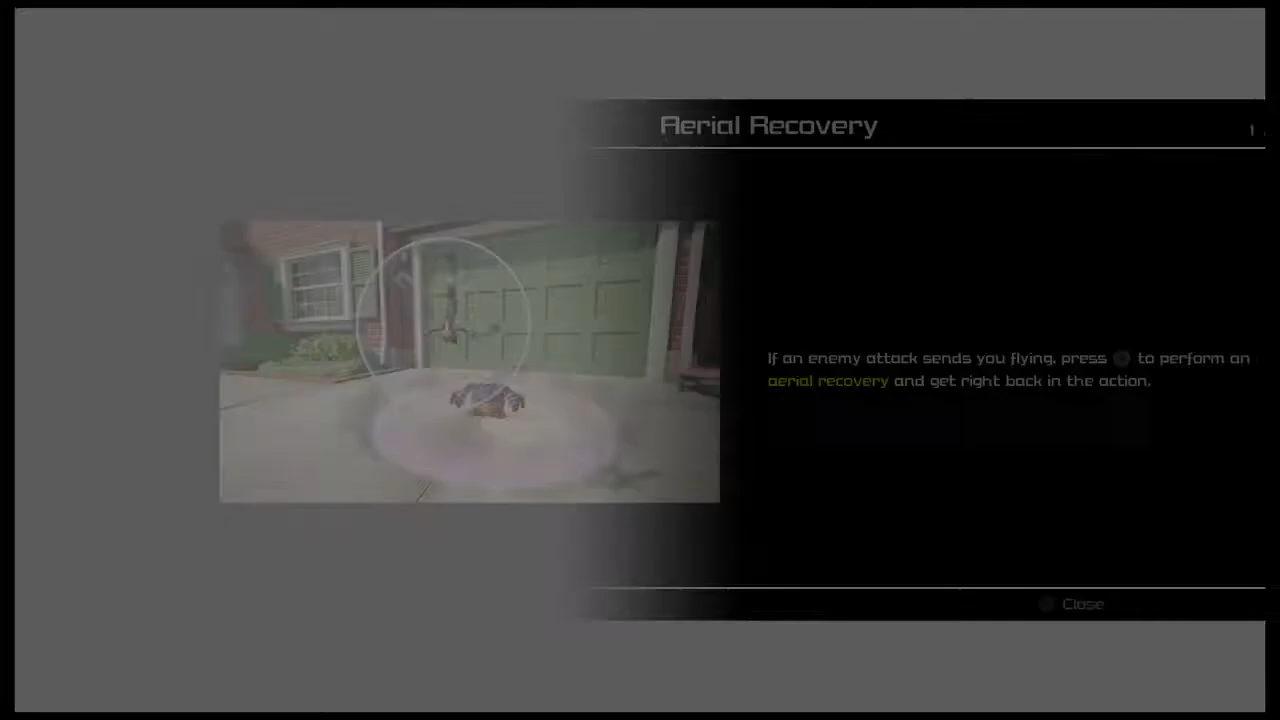 Aerial Recovery
1
If an enemy attack sends you flying, press to perform an
aerial recovery and get right back in the action.
Close